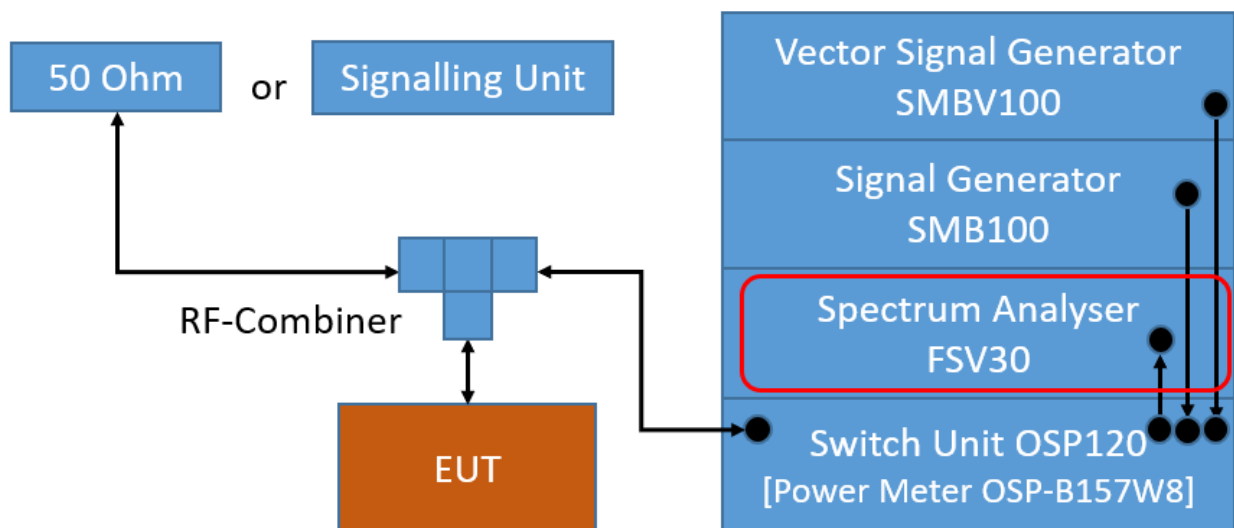 50 Ohm
or
Signalling Unit
RF-Combiner
EUT
Vector Signal Generator
SMBV100
Signal Generator
SMB100
Spectrum Analyser
FSV30
Switch Unit OSP120
[Power Meter OSP-B157W8]